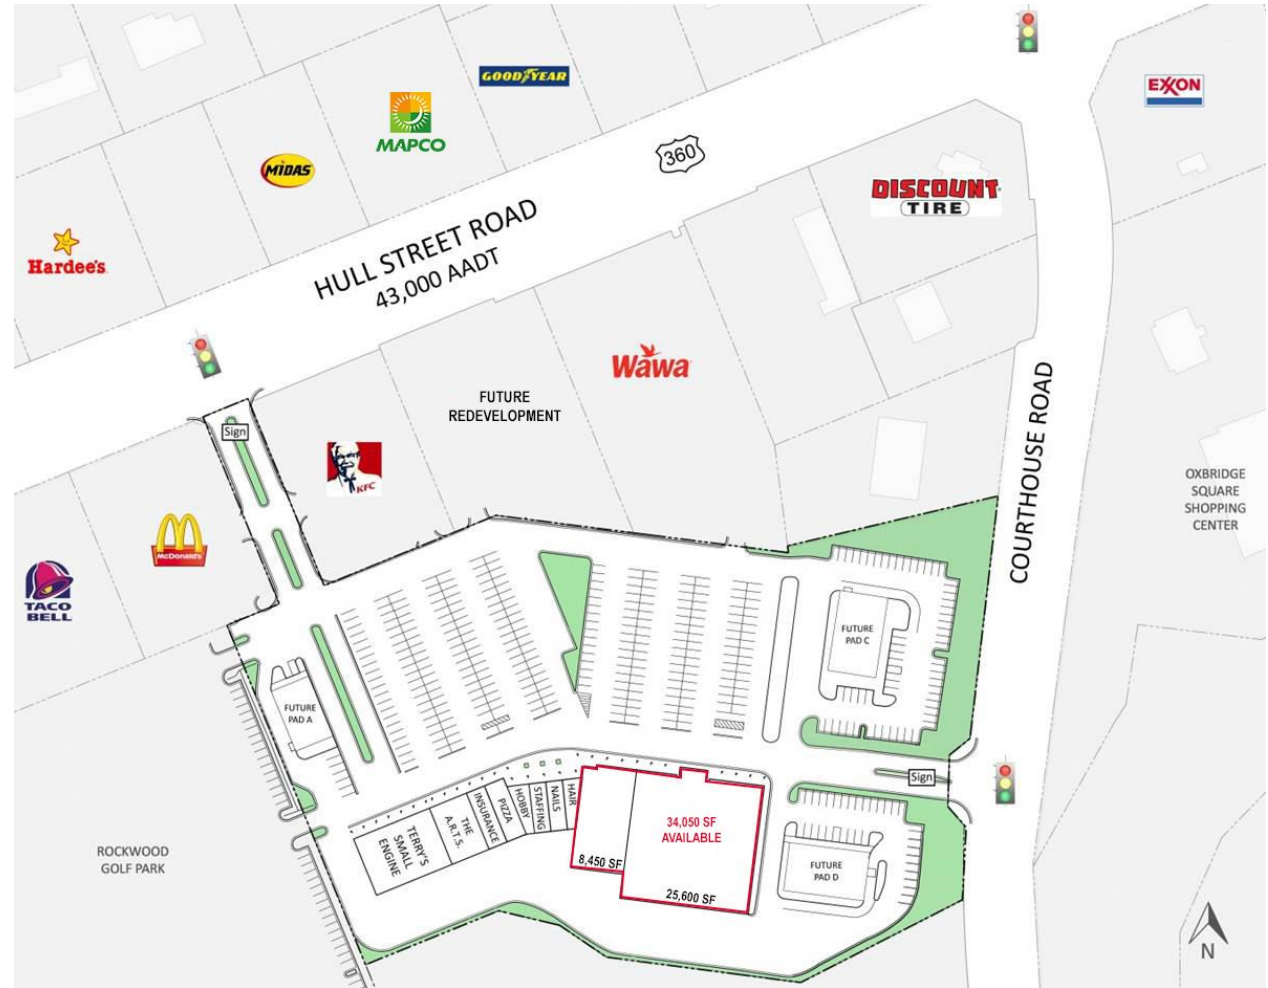 GOODYEAR
EXXON
MAPCO
MIDAS
360
DISCOUNT
TIRE
Hardee's
HULL STREET ROAD
43,000 AADT
Wawa
FUTURE
REDEVELOPMENT
COURTHOUSE ROAD
Sign
KFC
OXBRIDGE
SQUARE
SHOPPING
CENTER
McDonald's
TACO
BELL
FUTURE
PAD C
FUTURE
PAD A
Sign
TERRY'S
SMALL
ENGINE
THE
A.R.T.S.
INSURANCE
PIZZA
HOBBY
STAFFING
NAILS
HAIR
34,050 SF
AVAILABLE
8,450 SF
25,600 SF
FUTURE
PAD D
ROCKWOOD
GOLF PARK
N